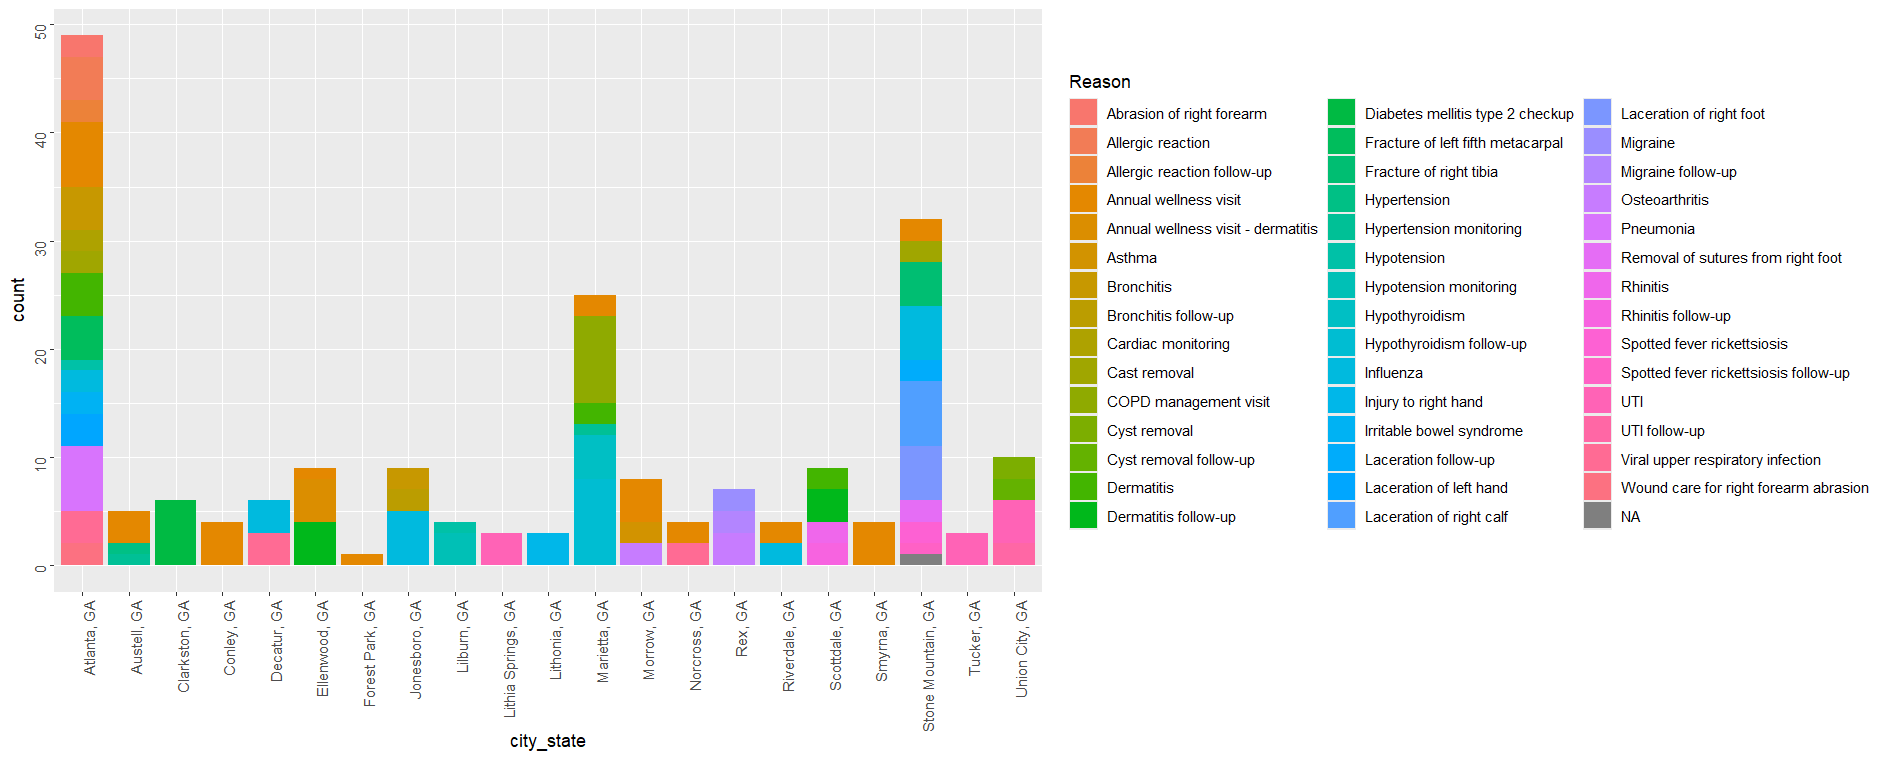 count
50
40
30
20
10
0
Atlanta, GA
Austell, GA
Clarkston, GA
Conley, GA
Decatur, GA
Ellenwood, GA
Forest Park, GA
Jonesboro, GA
Lilburn, GA
Lithia Springs, GA
Lithonia, GA
Marietta, GA
Morrow, GA
Norcross, GA
Rex, GA
Riverdale, GA
Scottdale, GA
Smyrna, GA
Stone Mountain, GA
Tucker, GA
Union City, GA
city_state
Reason
Abrasion of right forearm
Allergic reaction
Allergic reaction follow-up
Annual wellness visit
Annual wellness visit - dermatitis
Asthma
Bronchitis
Bronchitis follow-up
Cardiac monitoring
Cast removal
COPD management visit
Cyst removal
Cyst removal follow-up
Dermatitis
Dermatitis follow-up
Diabetes mellitis type 2 checkup
Fracture of left fifth metacarpal
Fracture of right tibia
Hypertension
Hypertension monitoring
Hypotension
Hypotension monitoring
Hypothyroidism
Hypothyroidism follow-up
Influenza
Injury to right hand
Irritable bowel syndrome
Laceration follow-up
Laceration of left hand
Laceration of right calf
Laceration of right foot
Migraine
Migraine follow-up
Osteoarthritis
Pneumonia
Removal of sutures from right foot
Rhinitis
Rhinitis follow-up
Spotted fever rickettsiosis
Spotted fever rickettsiosis follow-up
UTI
UTI follow-up
Viral upper respiratory infection
Wound care for right forearm abrasion
NA